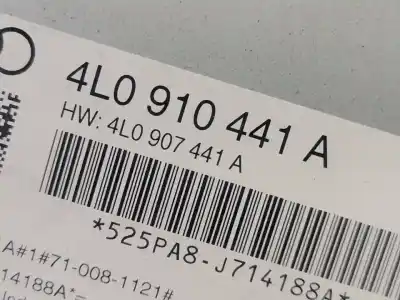 4L0 910 441 A
HW: 4L0 907 441 A
*525PA8-J714188A*
A#1#71-008-1121#
14188A*=